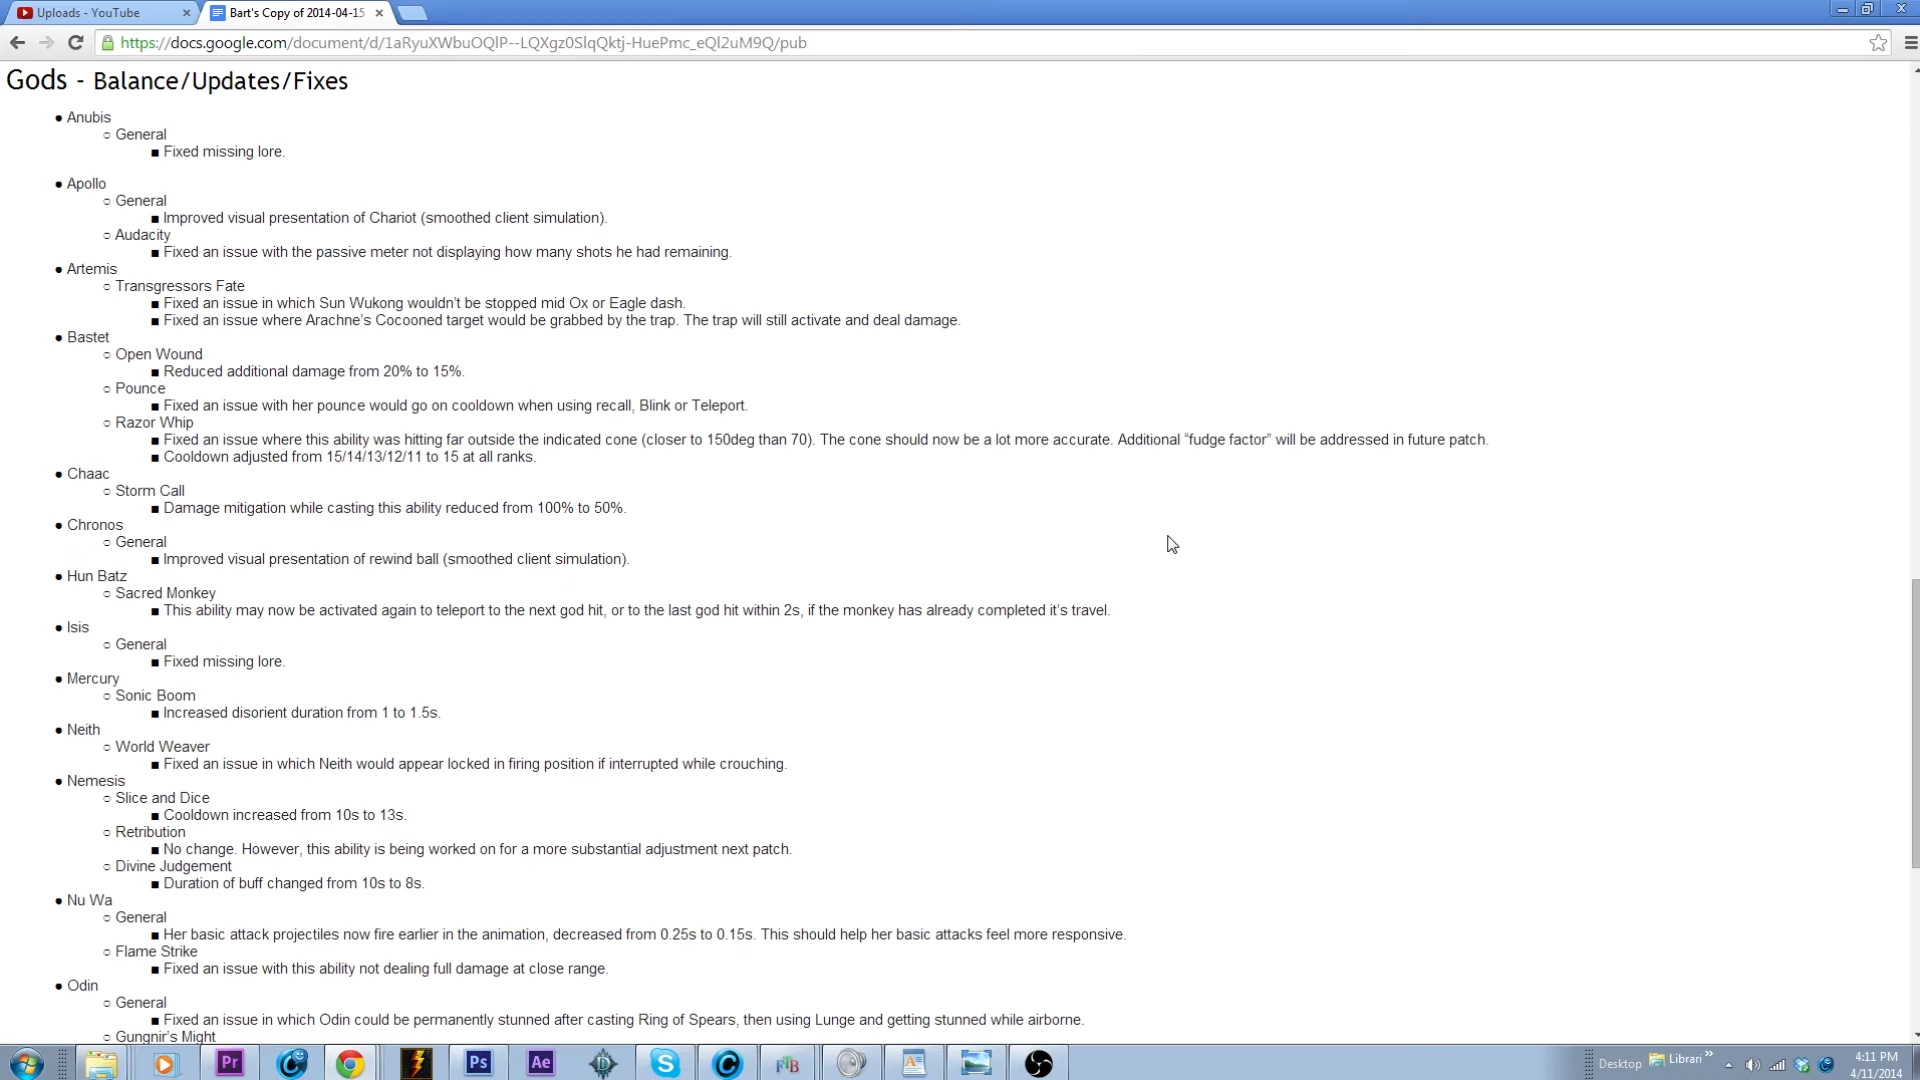 Uploads - YouTube
Bart's Copy of 2014-04-15
https://docs.google.com/document/d/1aRyuXWbuOQlP--LQXgz0SlqQktj-HuePmc_eQl2uM9Q/pub
Gods - Balance/Updates/Fixes
● Anubis
○ General
■ Fixed missing lore.
● Apollo
○ General
■ Improved visual presentation of Chariot (smoothed client simulation).
○ Audacity
■ Fixed an issue with the passive meter not displaying how many shots he had remaining.
● Artemis
○ Transgressors Fate
■ Fixed an issue in which Sun Wukong wouldn't be stopped mid Ox or Eagle dash.
■ Fixed an issue where Arachne's Cocooned target would be grabbed by the trap. The trap will still activate and deal damage.
● Bastet
○ Open Wound
■ Reduced additional damage from 20% to 15%.
○ Pounce
■ Fixed an issue with her pounce would go on cooldown when using recall, Blink or Teleport.
○ Razor Whip
■ Fixed an issue where this ability was hitting far outside the indicated cone (closer to 150deg than 70). The cone should now be a lot more accurate. Additional “fudge factor” will be addressed in future patch.
■ Cooldown adjusted from 15/14/13/12/11 to 15 at all ranks.
● Chaac
○ Storm Call
■ Damage mitigation while casting this ability reduced from 100% to 50%.
● Chronos
○ General
■ Improved visual presentation of rewind ball (smoothed client simulation).
● Hun Batz
○ Sacred Monkey
■ This ability may now be activated again to teleport to the next god hit, or to the last god hit within 2s, if the monkey has already completed it's travel.
● Isis
○ General
■ Fixed missing lore.
● Mercury
○ Sonic Boom
■ Increased disorient duration from 1 to 1.5s.
● Neith
○ World Weaver
■ Fixed an issue in which Neith would appear locked in firing position if interrupted while crouching.
● Nemesis
○ Slice and Dice
■ Cooldown increased from 10s to 13s.
○ Retribution
■ No change. However, this ability is being worked on for a more substantial adjustment next patch.
○ Divine Judgement
■ Duration of buff changed from 10s to 8s.
● Nu Wa
○ General
■ Her basic attack projectiles now fire earlier in the animation, decreased from 0.25s to 0.15s. This should help her basic attacks feel more responsive.
○ Flame Strike
■ Fixed an issue with this ability not dealing full damage at close range.
● Odin
○ General
■ Fixed an issue in which Odin could be permanently stunned after casting Ring of Spears, then using Lunge and getting stunned while airborne.
○ Gungnir's Might
Pr
Ps
Ae
Desktop
Librari
4:11 PM
4/11/2014